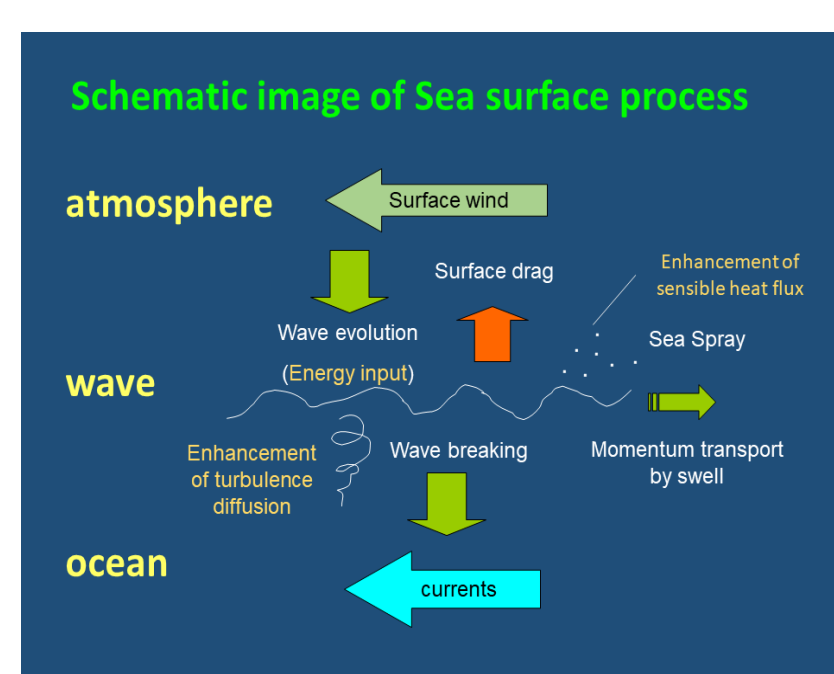 Schematic image of Sea surface process
atmosphere
Surface wind
Surface drag
Enhancement of
sensible heat flux
Wave evolution
(Energy input)
Sea Spray
wave
Enhancement
of turbulence
diffusion
Wave breaking
Momentum transport
by swell
ocean
currents